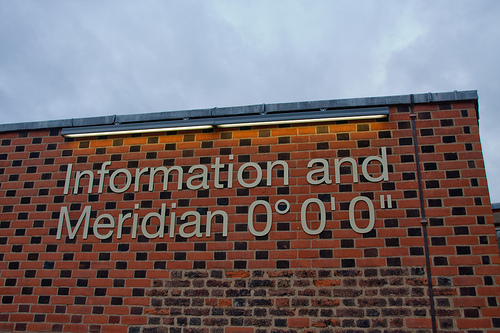 Information and
Meridian 0° 0' 0"